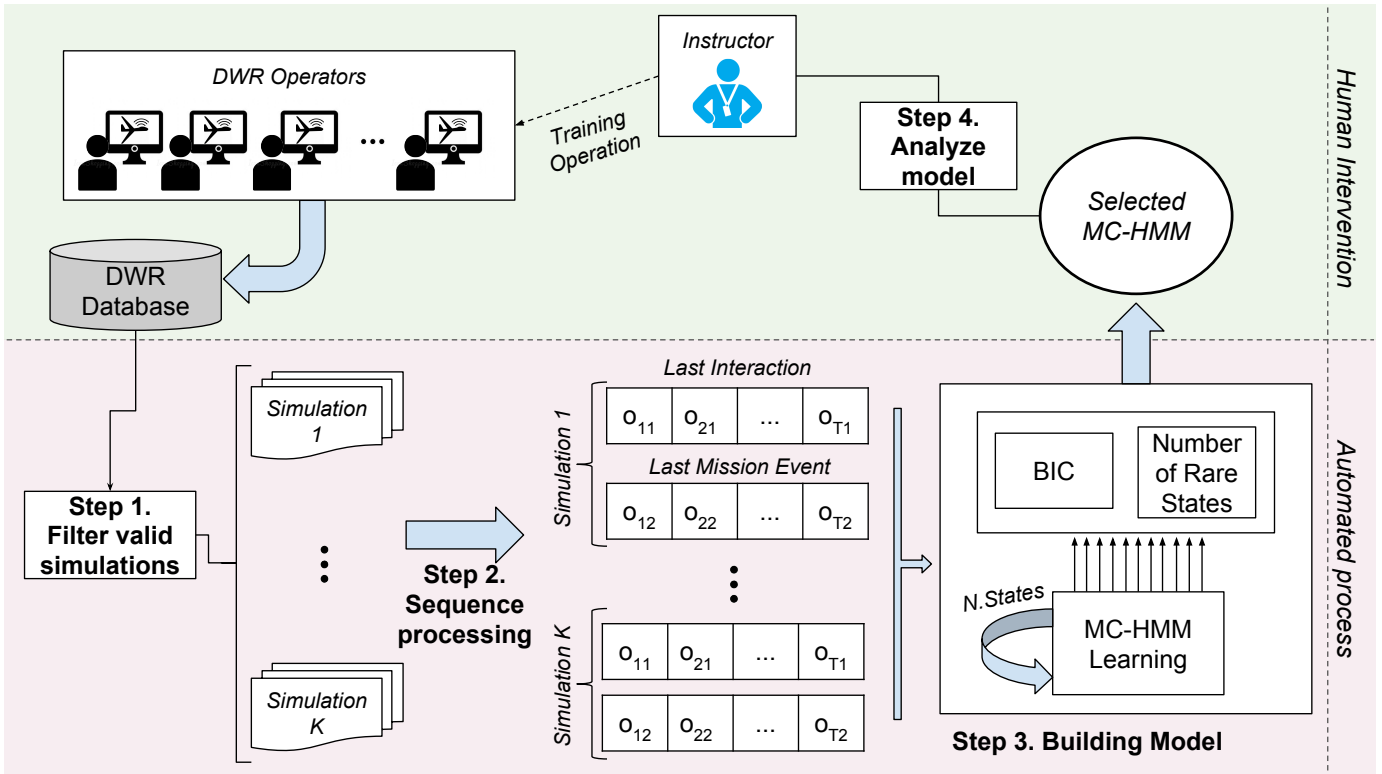 DWR Operators
...
Instructor
Training
Operation
Step 4.
Analyze
model
Selected
MC-HMM
Human Intervention
DWR
Database
Step 1.
Filter valid
simulations
Simulation
1
Simulation
K
Step 2.
Sequence
processing
Simulation 1
Last Interaction
o11 o21 ... oT1
Last Mission Event
o12 o22 ... oT2
Simulation K
o11 o21 ... oT1
o12 o22 ... oT2
BIC
Number
of Rare
States
N.States
MC-HMM
Learning
Step 3. Building Model
Automated process